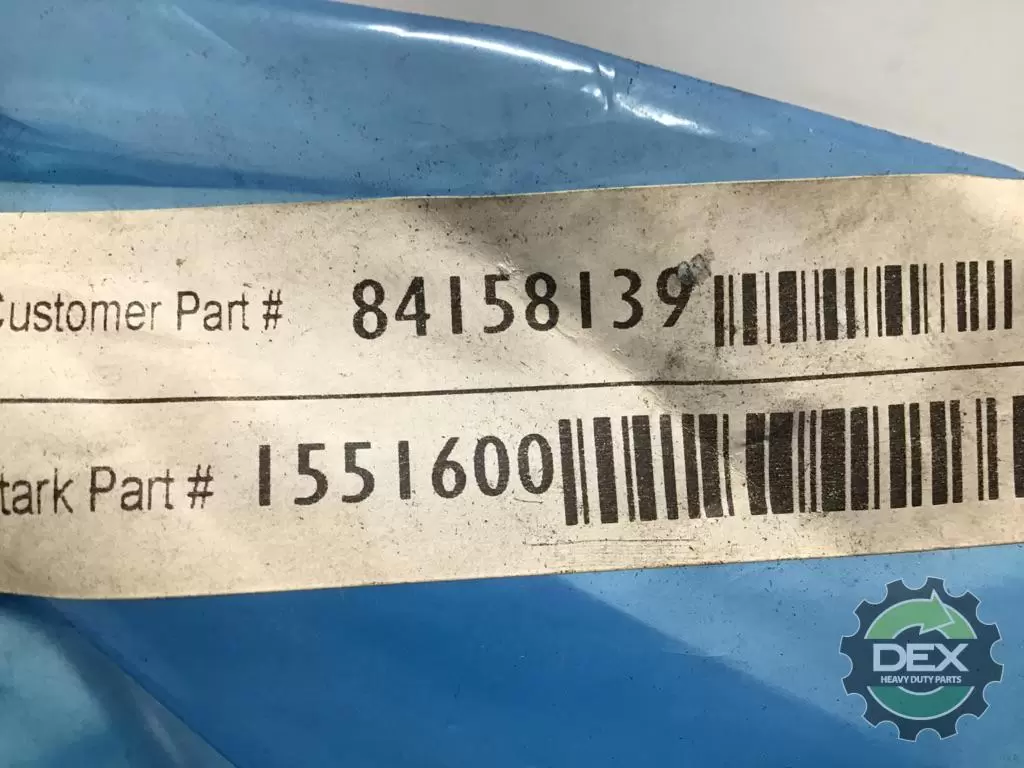 Customer Part # 84158139
tark Part # 1551600
DEX
HEAVY DUTY PARTS